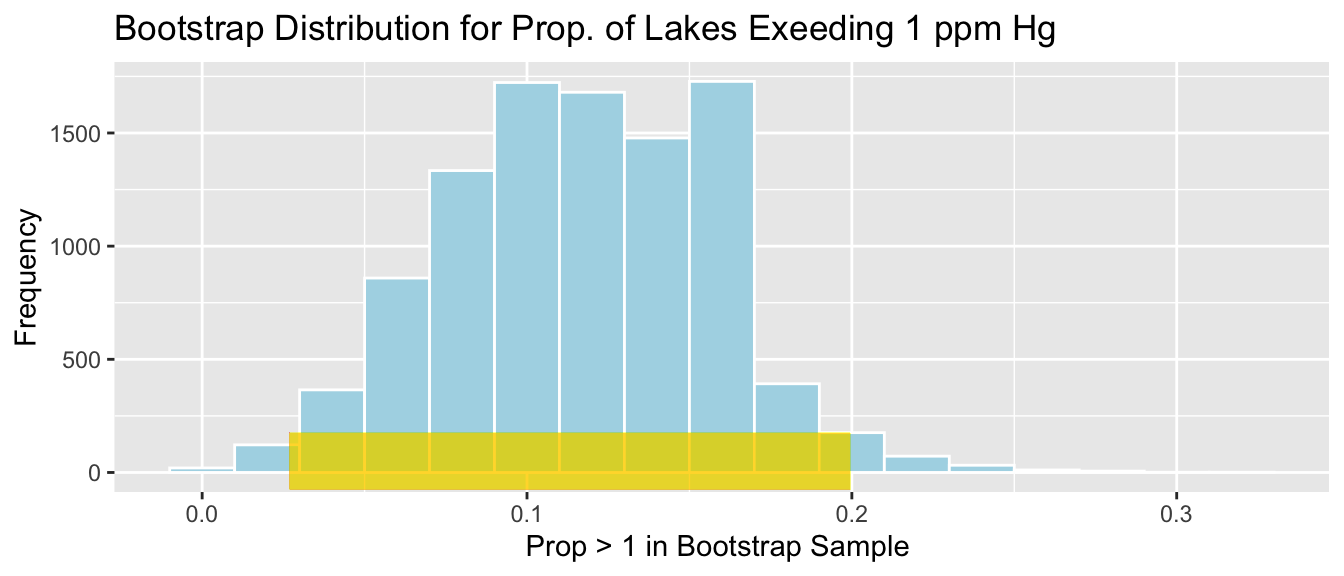 Bootstrap Distribution for Prop. of Lakes Exeeding 1 ppm Hg
Frequency
1500
1000
500
0
0.0
0.1
0.2
0.3
Prop > 1 in Bootstrap Sample